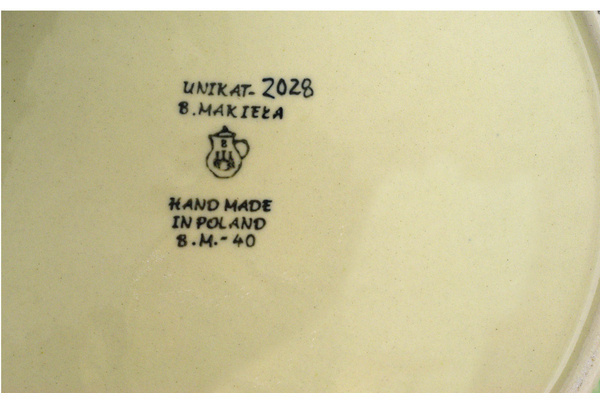 UNIKAT- 2028
B. MAKIEŁA
B
HAND MADE
IN POLAND
B.M.- 40